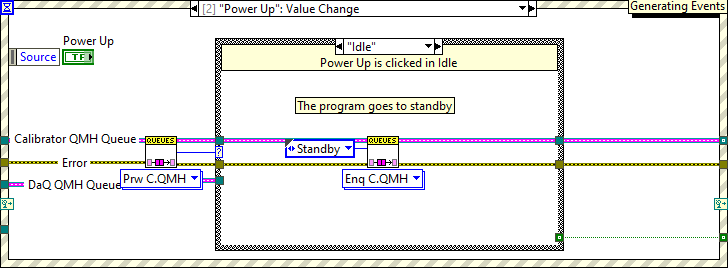 [2] "Power Up": Value Change
Generating Events
Power Up
Source
TF
"Idle"
Power Up is clicked in Idle
The program goes to standby
Calibrator QMH Queue
QUEUES
?
Standby
QUEUES
Error
DaQ QMH Queue
Prw C.QMH
Enq C.QMH